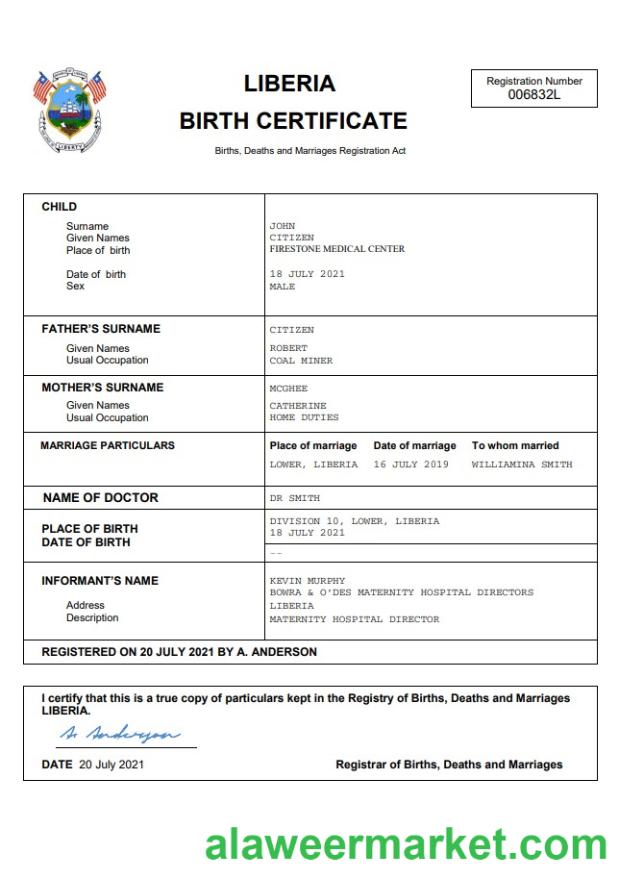 LIBERIA
BIRTH CERTIFICATE
Births, Deaths and Marriages Registration Act
Registration Number
006832L
LIBERTY
CHILD
Surname JOHN
Given Names CITIZEN
Place of birth FIRESTONE MEDICAL CENTER
Date of birth 18 JULY 2021
Sex MALE
FATHER'S SURNAME CITIZEN
Given Names ROBERT
Usual Occupation COAL MINER
MOTHER'S SURNAME MCGHEE
Given Names CATHERINE
Usual Occupation HOME DUTIES
MARRIAGE PARTICULARS Place of marriage Date of marriage To whom married
LOWER, LIBERIA 16 JULY 2019 WILLIAMINA SMITH
NAME OF DOCTOR DR SMITH
PLACE OF BIRTH DIVISION 10, LOWER, LIBERIA
DATE OF BIRTH 18 JULY 2021
--
INFORMANT'S NAME KEVIN MURPHY
BOWRA & O'DES MATERNITY HOSPITAL DIRECTORS
Address LIBERIA
Description MATERNITY HOSPITAL DIRECTOR
REGISTERED ON 20 JULY 2021 BY A. ANDERSON
I certify that this is a true copy of particulars kept in the Registry of Births, Deaths and Marriages
LIBERIA.
A. Anderson
DATE 20 July 2021 Registrar of Births, Deaths and Marriages
alaweermarket.com